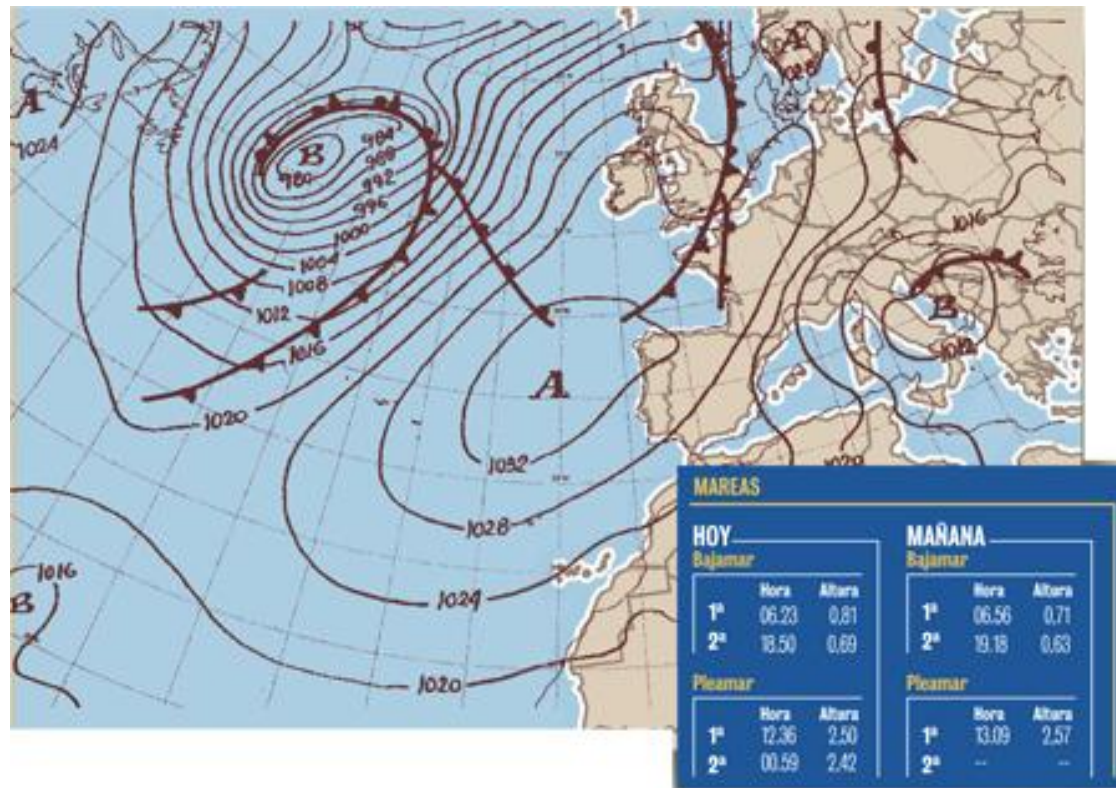 A
1024
B
980
984
988
992
996
1000
1004
1008
1012
1016
1020
A
1028
A
1032
1028
1024
1020
1016
B
1016
B
1012
1020
MAREAS
HOY
Bajamar
Hora Altura
1ª 06.23 0,81
2ª 18.50 0,69
Pleamar
Hora Altura
1ª 12.36 2,50
2ª 00.59 2,42
MAÑANA
Bajamar
Hora Altura
1ª 06.56 0,71
2ª 19.18 0,63
Pleamar
Hora Altura
1ª 13.09 2,57
2ª -- --